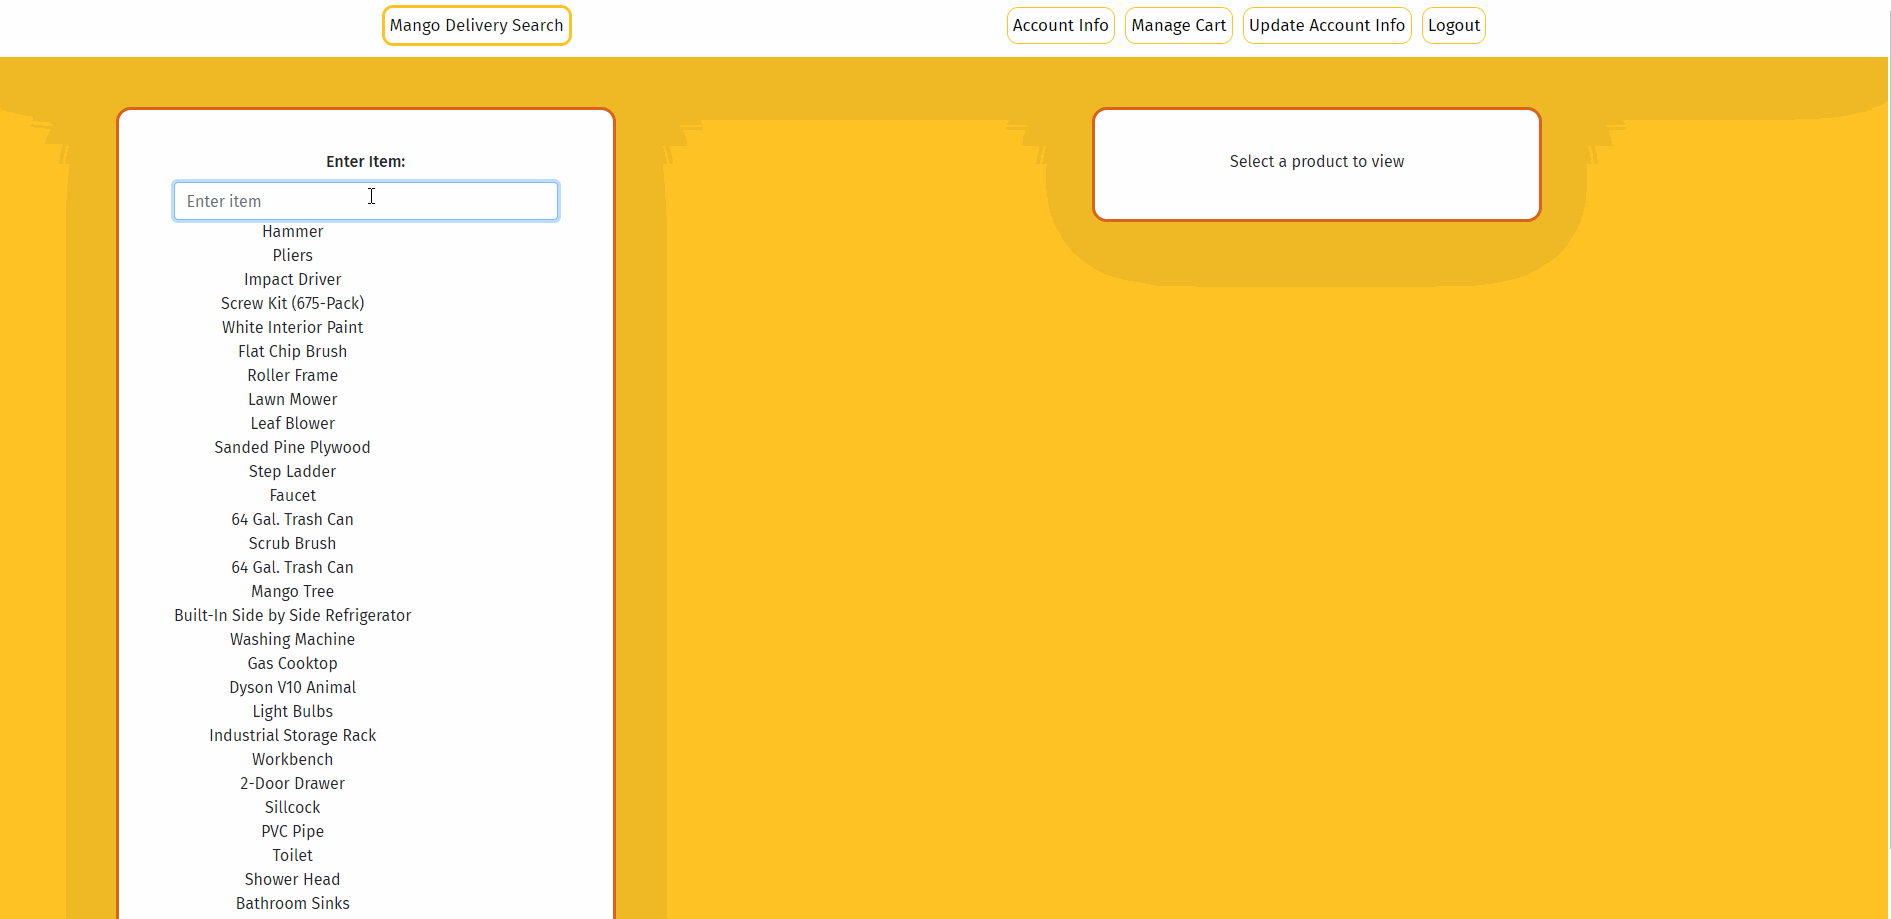 Mango Delivery Search
Account Info
Manage Cart
Update Account Info
Logout
Enter Item:
Enter item
Hammer
Pliers
Impact Driver
Screw Kit (675-Pack)
White Interior Paint
Flat Chip Brush
Roller Frame
Lawn Mower
Leaf Blower
Sanded Pine Plywood
Step Ladder
Faucet
64 Gal. Trash Can
Scrub Brush
64 Gal. Trash Can
Mango Tree
Built-In Side by Side Refrigerator
Washing Machine
Gas Cooktop
Dyson V10 Animal
Light Bulbs
Industrial Storage Rack
Workbench
2-Door Drawer
Sillcock
PVC Pipe
Toilet
Shower Head
Bathroom Sinks
Select a product to view